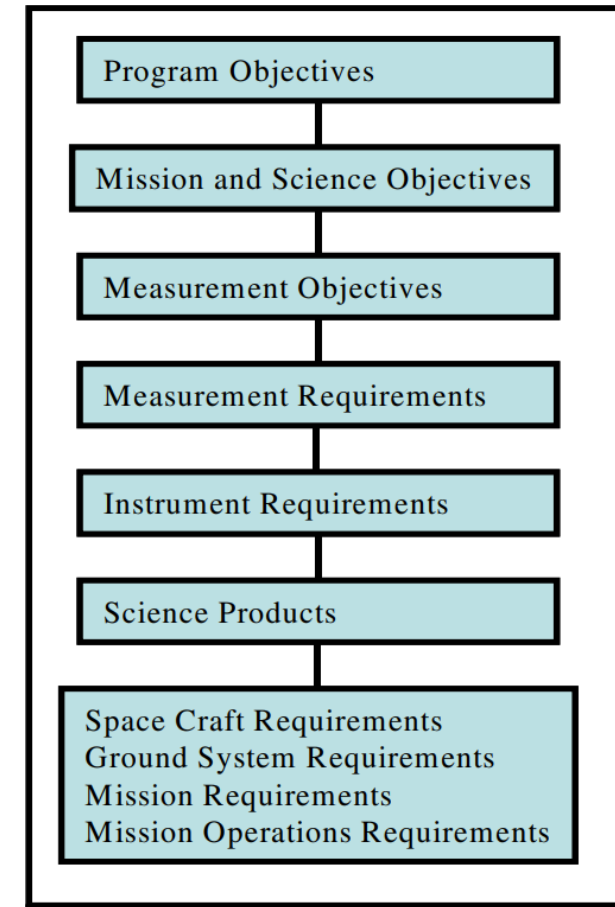 Program Objectives
Mission and Science Objectives
Measurement Objectives
Measurement Requirements
Instrument Requirements
Science Products
Space Craft Requirements
Ground System Requirements
Mission Requirements
Mission Operations Requirements